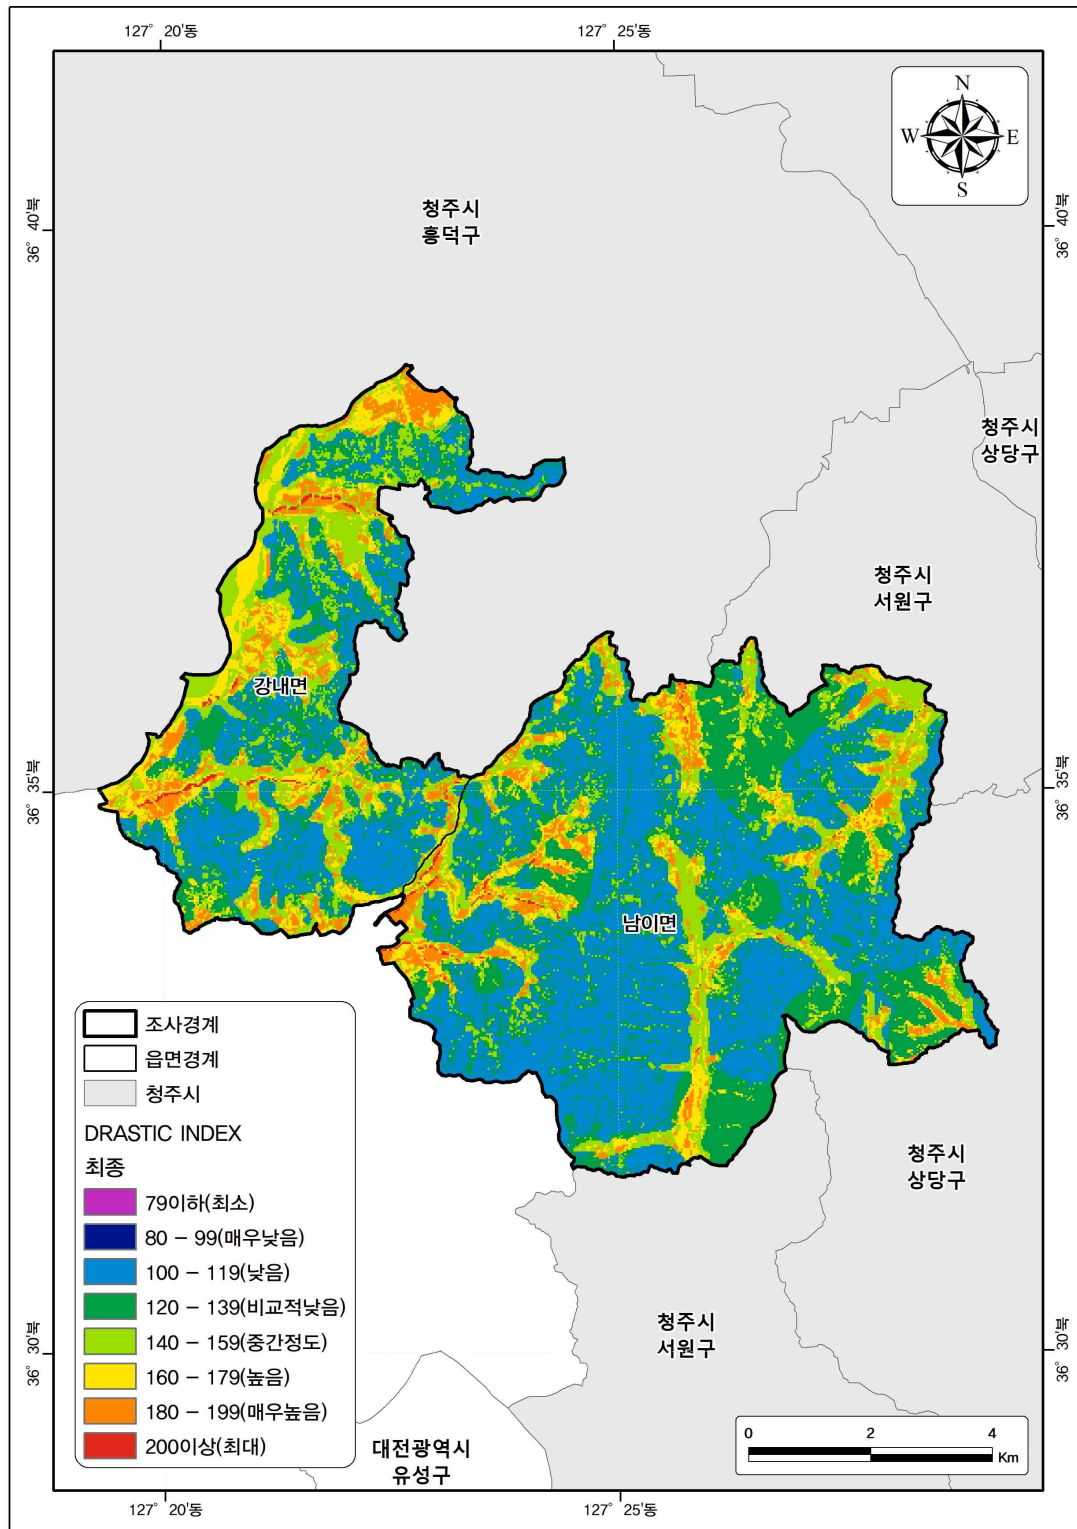 127° 20'동
127° 25'동
N
W
E
S
36° 40'북
36° 40'북
청주시
흥덕구
청주시
상당구
청주시
서원구
강내면
36° 35'북
36° 35'북
남이면
조사경계
읍면경계
청주시
DRASTIC INDEX
최종
79이하(최소)
80 - 99(매우낮음)
100 - 119(낮음)
120 - 139(비교적낮음)
140 - 159(중간정도)
160 - 179(높음)
180 - 199(매우높음)
200이상(최대)
청주시
상당구
청주시
서원구
36° 30'북
36° 30'북
대전광역시
유성구
0 2 4
Km
127° 20'동
127° 25'동